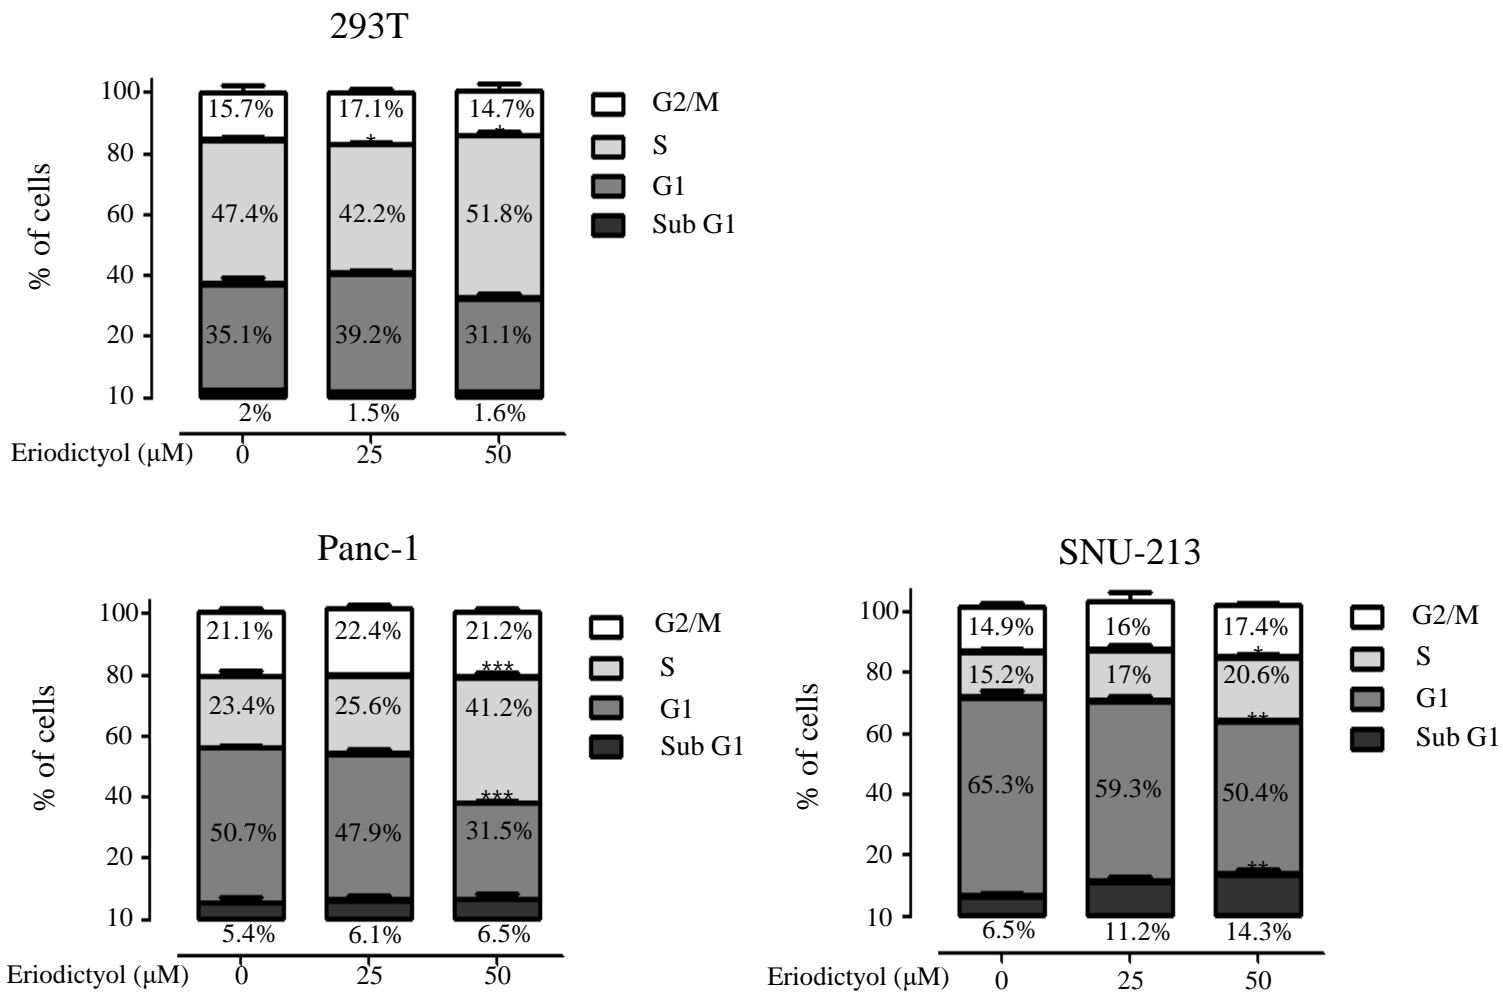 293T
100
80
60
40
20
10
% of cells
15.7% 17.1% 14.7%
* *
47.4% 42.2% 51.8%
35.1% 39.2% 31.1%
2% 1.5% 1.6%
Eriodictyol (μM) 0 25 50
G2/M
S
G1
Sub G1
Panc-1
100
80
60
40
20
10
% of cells
21.1% 22.4% 21.2%
***
23.4% 25.6% 41.2%
***
50.7% 47.9% 31.5%
5.4% 6.1% 6.5%
Eriodictyol (μM) 0 25 50
G2/M
S
G1
Sub G1
SNU-213
100
80
60
40
20
10
% of cells
14.9% 16% 17.4%
*
15.2% 17% 20.6%
**
65.3% 59.3% 50.4%
**
6.5% 11.2% 14.3%
Eriodictyol (μM) 0 25 50
G2/M
S
G1
Sub G1